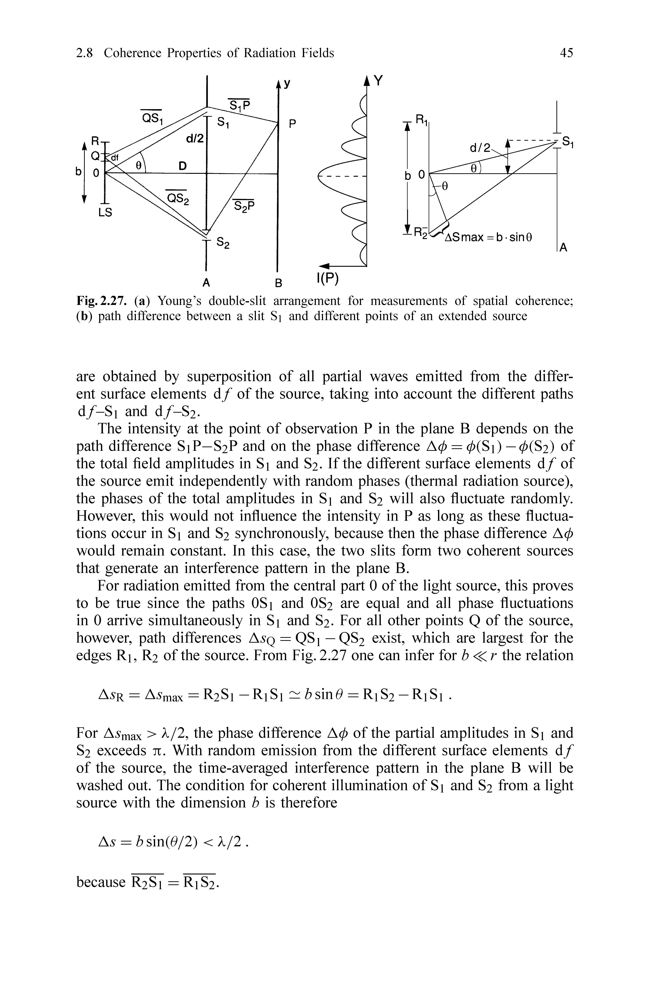 2.8 Coherence Properties of Radiation Fields 45
R
Q
df
b
0
LS
QS₁
QS₂
θ
D
d/2
S₁
S₂
S₁P
S₂P
y
P
A
B
Y
I(P)
R₁
b 0
R₂
d/2
θ
θ
S₁
ΔSmax = b · sinθ
A
Fig. 2.27. (a) Young's double-slit arrangement for measurements of spatial coherence;
(b) path difference between a slit S₁ and different points of an extended source
are obtained by superposition of all partial waves emitted from the differ-
ent surface elements df of the source, taking into account the different paths
df–S₁ and df–S₂.
The intensity at the point of observation P in the plane B depends on the
path difference S₁P−S₂P and on the phase difference Δϕ = ϕ(S₁) − ϕ(S₂) of
the total field amplitudes in S₁ and S₂. If the different surface elements df of
the source emit independently with random phases (thermal radiation source),
the phases of the total amplitudes in S₁ and S₂ will also fluctuate randomly.
However, this would not influence the intensity in P as long as these fluctua-
tions occur in S₁ and S₂ synchronously, because then the phase difference Δϕ
would remain constant. In this case, the two slits form two coherent sources
that generate an interference pattern in the plane B.
For radiation emitted from the central part 0 of the light source, this proves
to be true since the paths 0S₁ and 0S₂ are equal and all phase fluctuations
in 0 arrive simultaneously in S₁ and S₂. For all other points Q of the source,
however, path differences Δs_Q = QS₁ − QS₂ exist, which are largest for the
edges R₁, R₂ of the source. From Fig. 2.27 one can infer for b ≪ r the relation
Δs_R = Δs_max = R₂S₁ − R₁S₁ ≃ b sin θ = R₁S₂ − R₁S₁ .
For Δs_max > λ/2, the phase difference Δϕ of the partial amplitudes in S₁ and
S₂ exceeds π. With random emission from the different surface elements df
of the source, the time-averaged interference pattern in the plane B will be
washed out. The condition for coherent illumination of S₁ and S₂ from a light
source with the dimension b is therefore
Δs = b sin(θ/2) < λ/2 .
because R₂S₁ = R₁S₂.